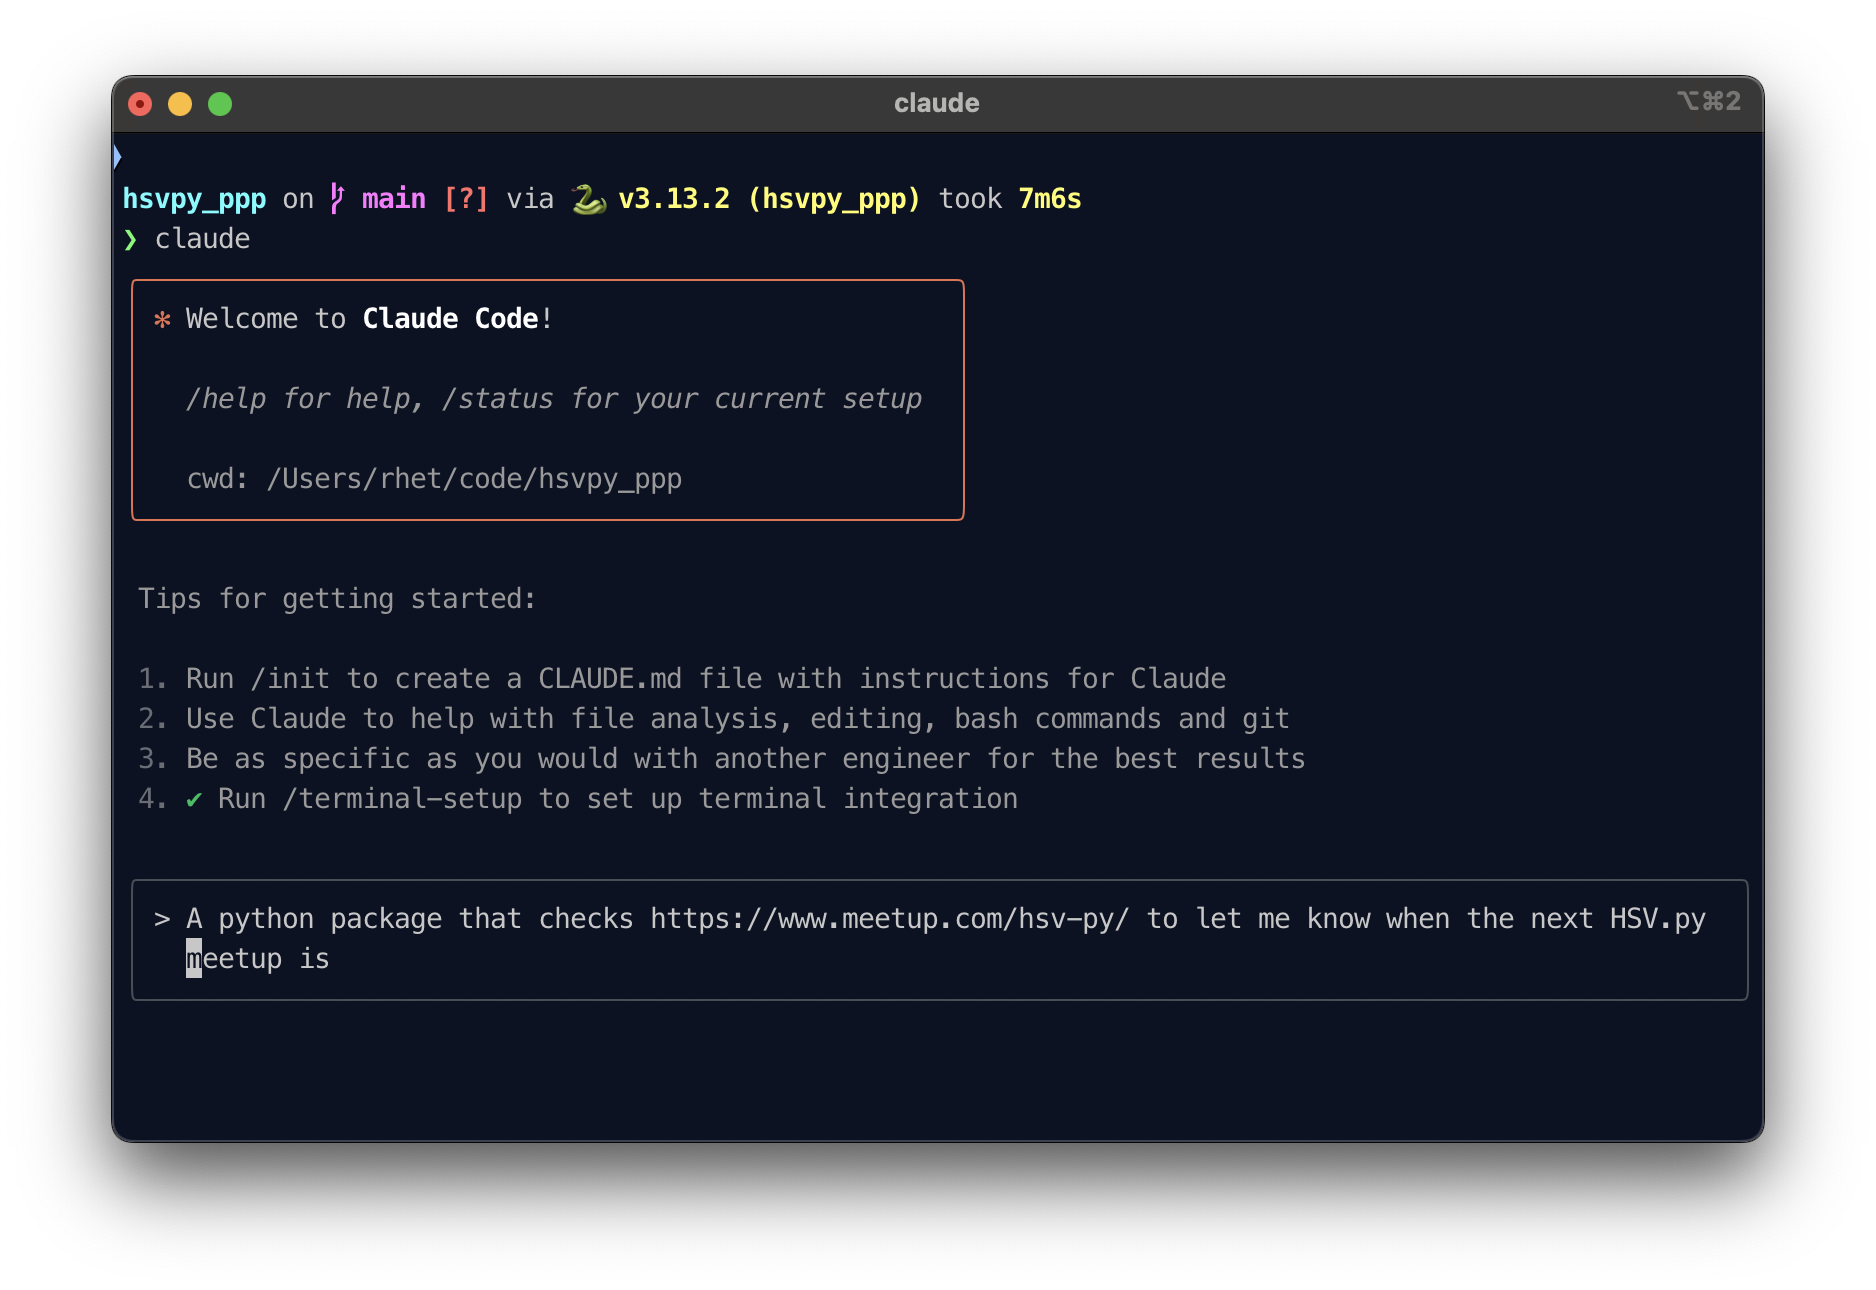 claude
⌥⌘2
hsvpy_ppp on main [?] via 🐍 v3.13.2 (hsvpy_ppp) took 7m6s
❯ claude
✻ Welcome to Claude Code!
/help for help, /status for your current setup
cwd: /Users/rhet/code/hsvpy_ppp
Tips for getting started:
1. Run /init to create a CLAUDE.md file with instructions for Claude
2. Use Claude to help with file analysis, editing, bash commands and git
3. Be as specific as you would with another engineer for the best results
4. ✔ Run /terminal-setup to set up terminal integration
> A python package that checks https://www.meetup.com/hsv-py/ to let me know when the next HSV.py
meetup is